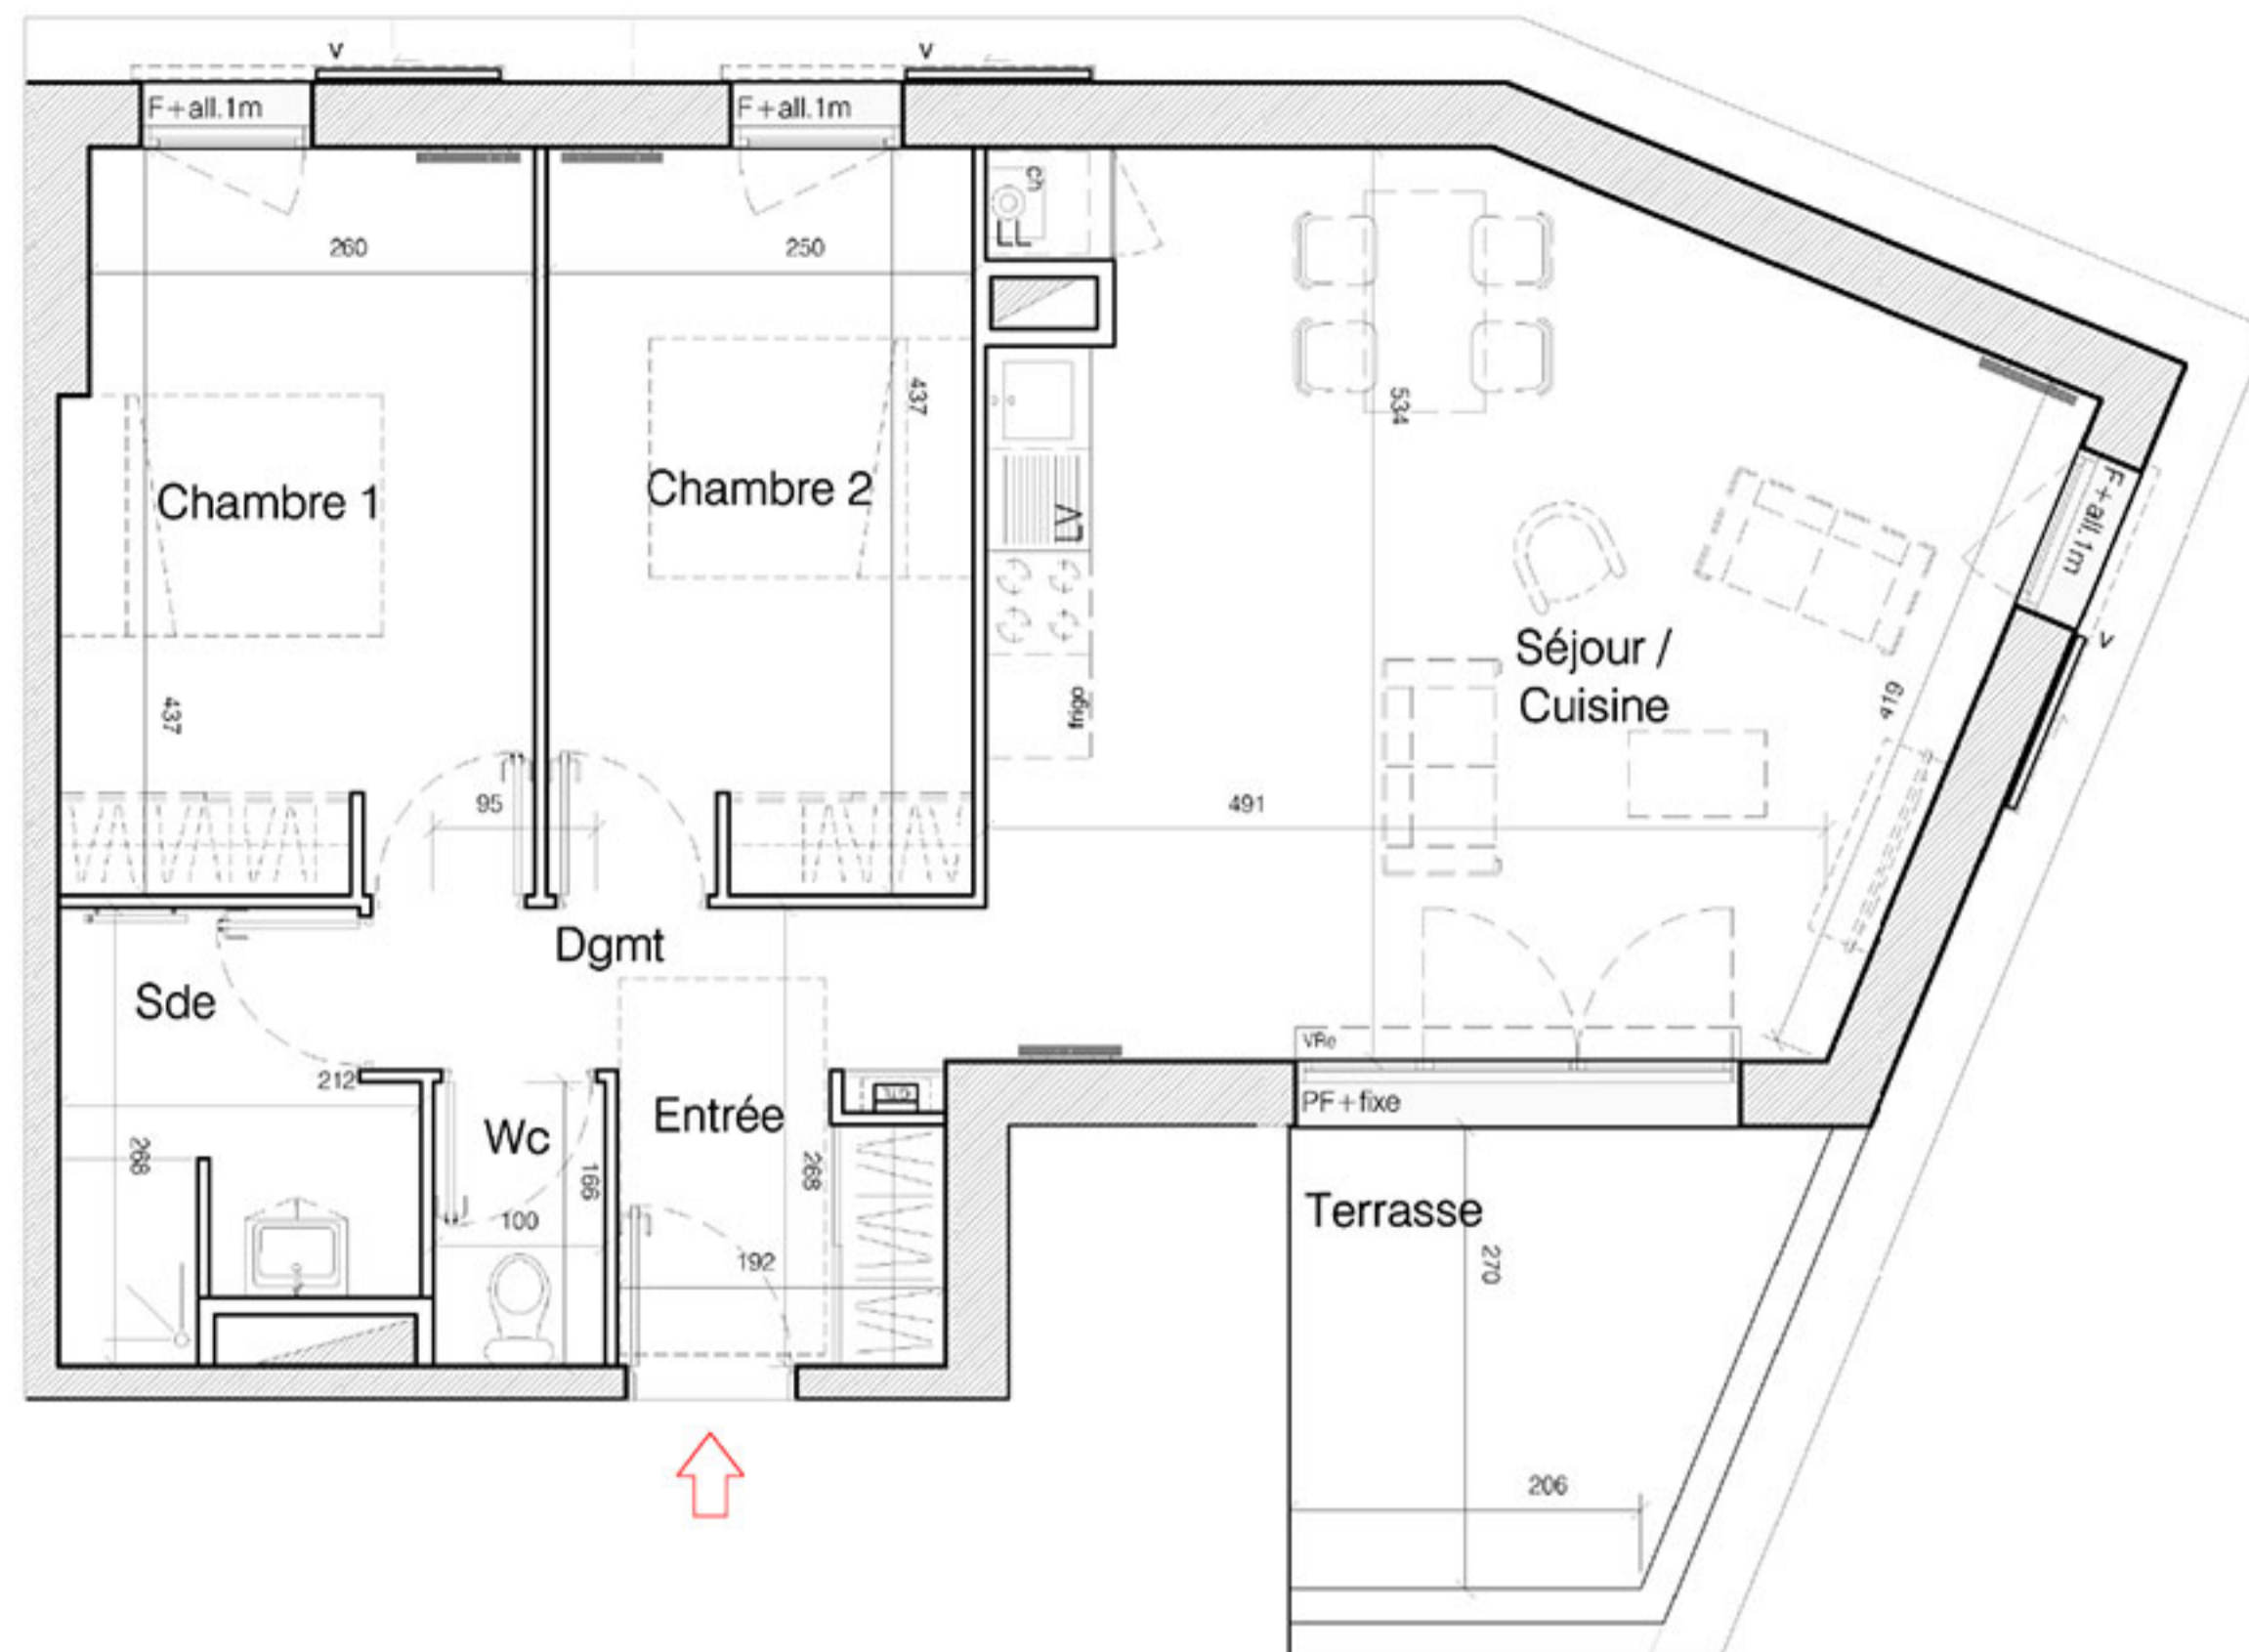 V
V
F+all.1m
F+all.1m
ch
260
250
437
534
Chambre 1
Chambre 2
LV
F+all.1m
V
Séjour /
Cuisine
437
frigo
419
95
491
Dgmt
Sde
VRe
212
GTL
PF+fixe
Wc
Entrée
268
166
268
100
192
Terrasse
270
206